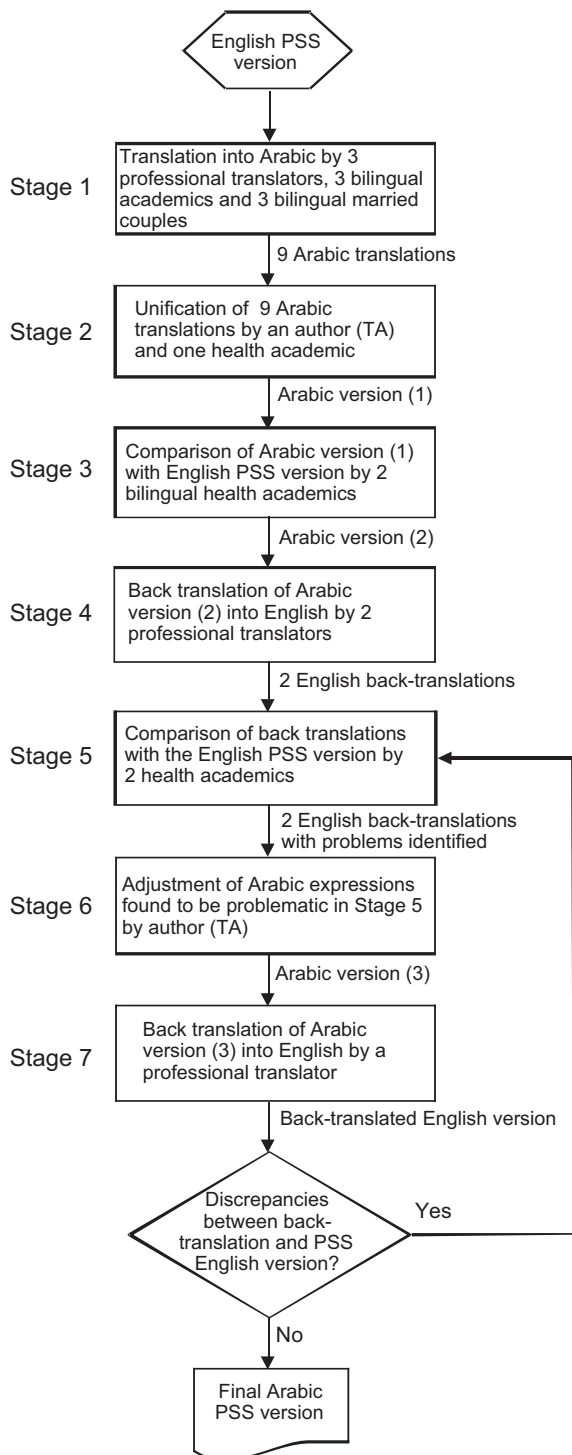 English PSS
version
Stage 1
Translation into Arabic by 3
professional translators, 3 bilingual
academics and 3 bilingual married
couples
9 Arabic translations
Stage 2
Unification of 9 Arabic
translations by an author (TA)
and one health academic
Arabic version (1)
Stage 3
Comparison of Arabic version (1)
with English PSS version by 2
bilingual health academics
Arabic version (2)
Stage 4
Back translation of Arabic
version (2) into English by 2
professional translators
2 English back-translations
Stage 5
Comparison of back translations
with the English PSS version by
2 health academics
2 English back-translations
with problems identified
Stage 6
Adjustment of Arabic expressions
found to be problematic in Stage 5
by author (TA)
Arabic version (3)
Stage 7
Back translation of Arabic
version (3) into English by a
professional translator
Back-translated English version
Discrepancies
between back-
translation and PSS
English version?
Yes
No
Final Arabic
PSS version